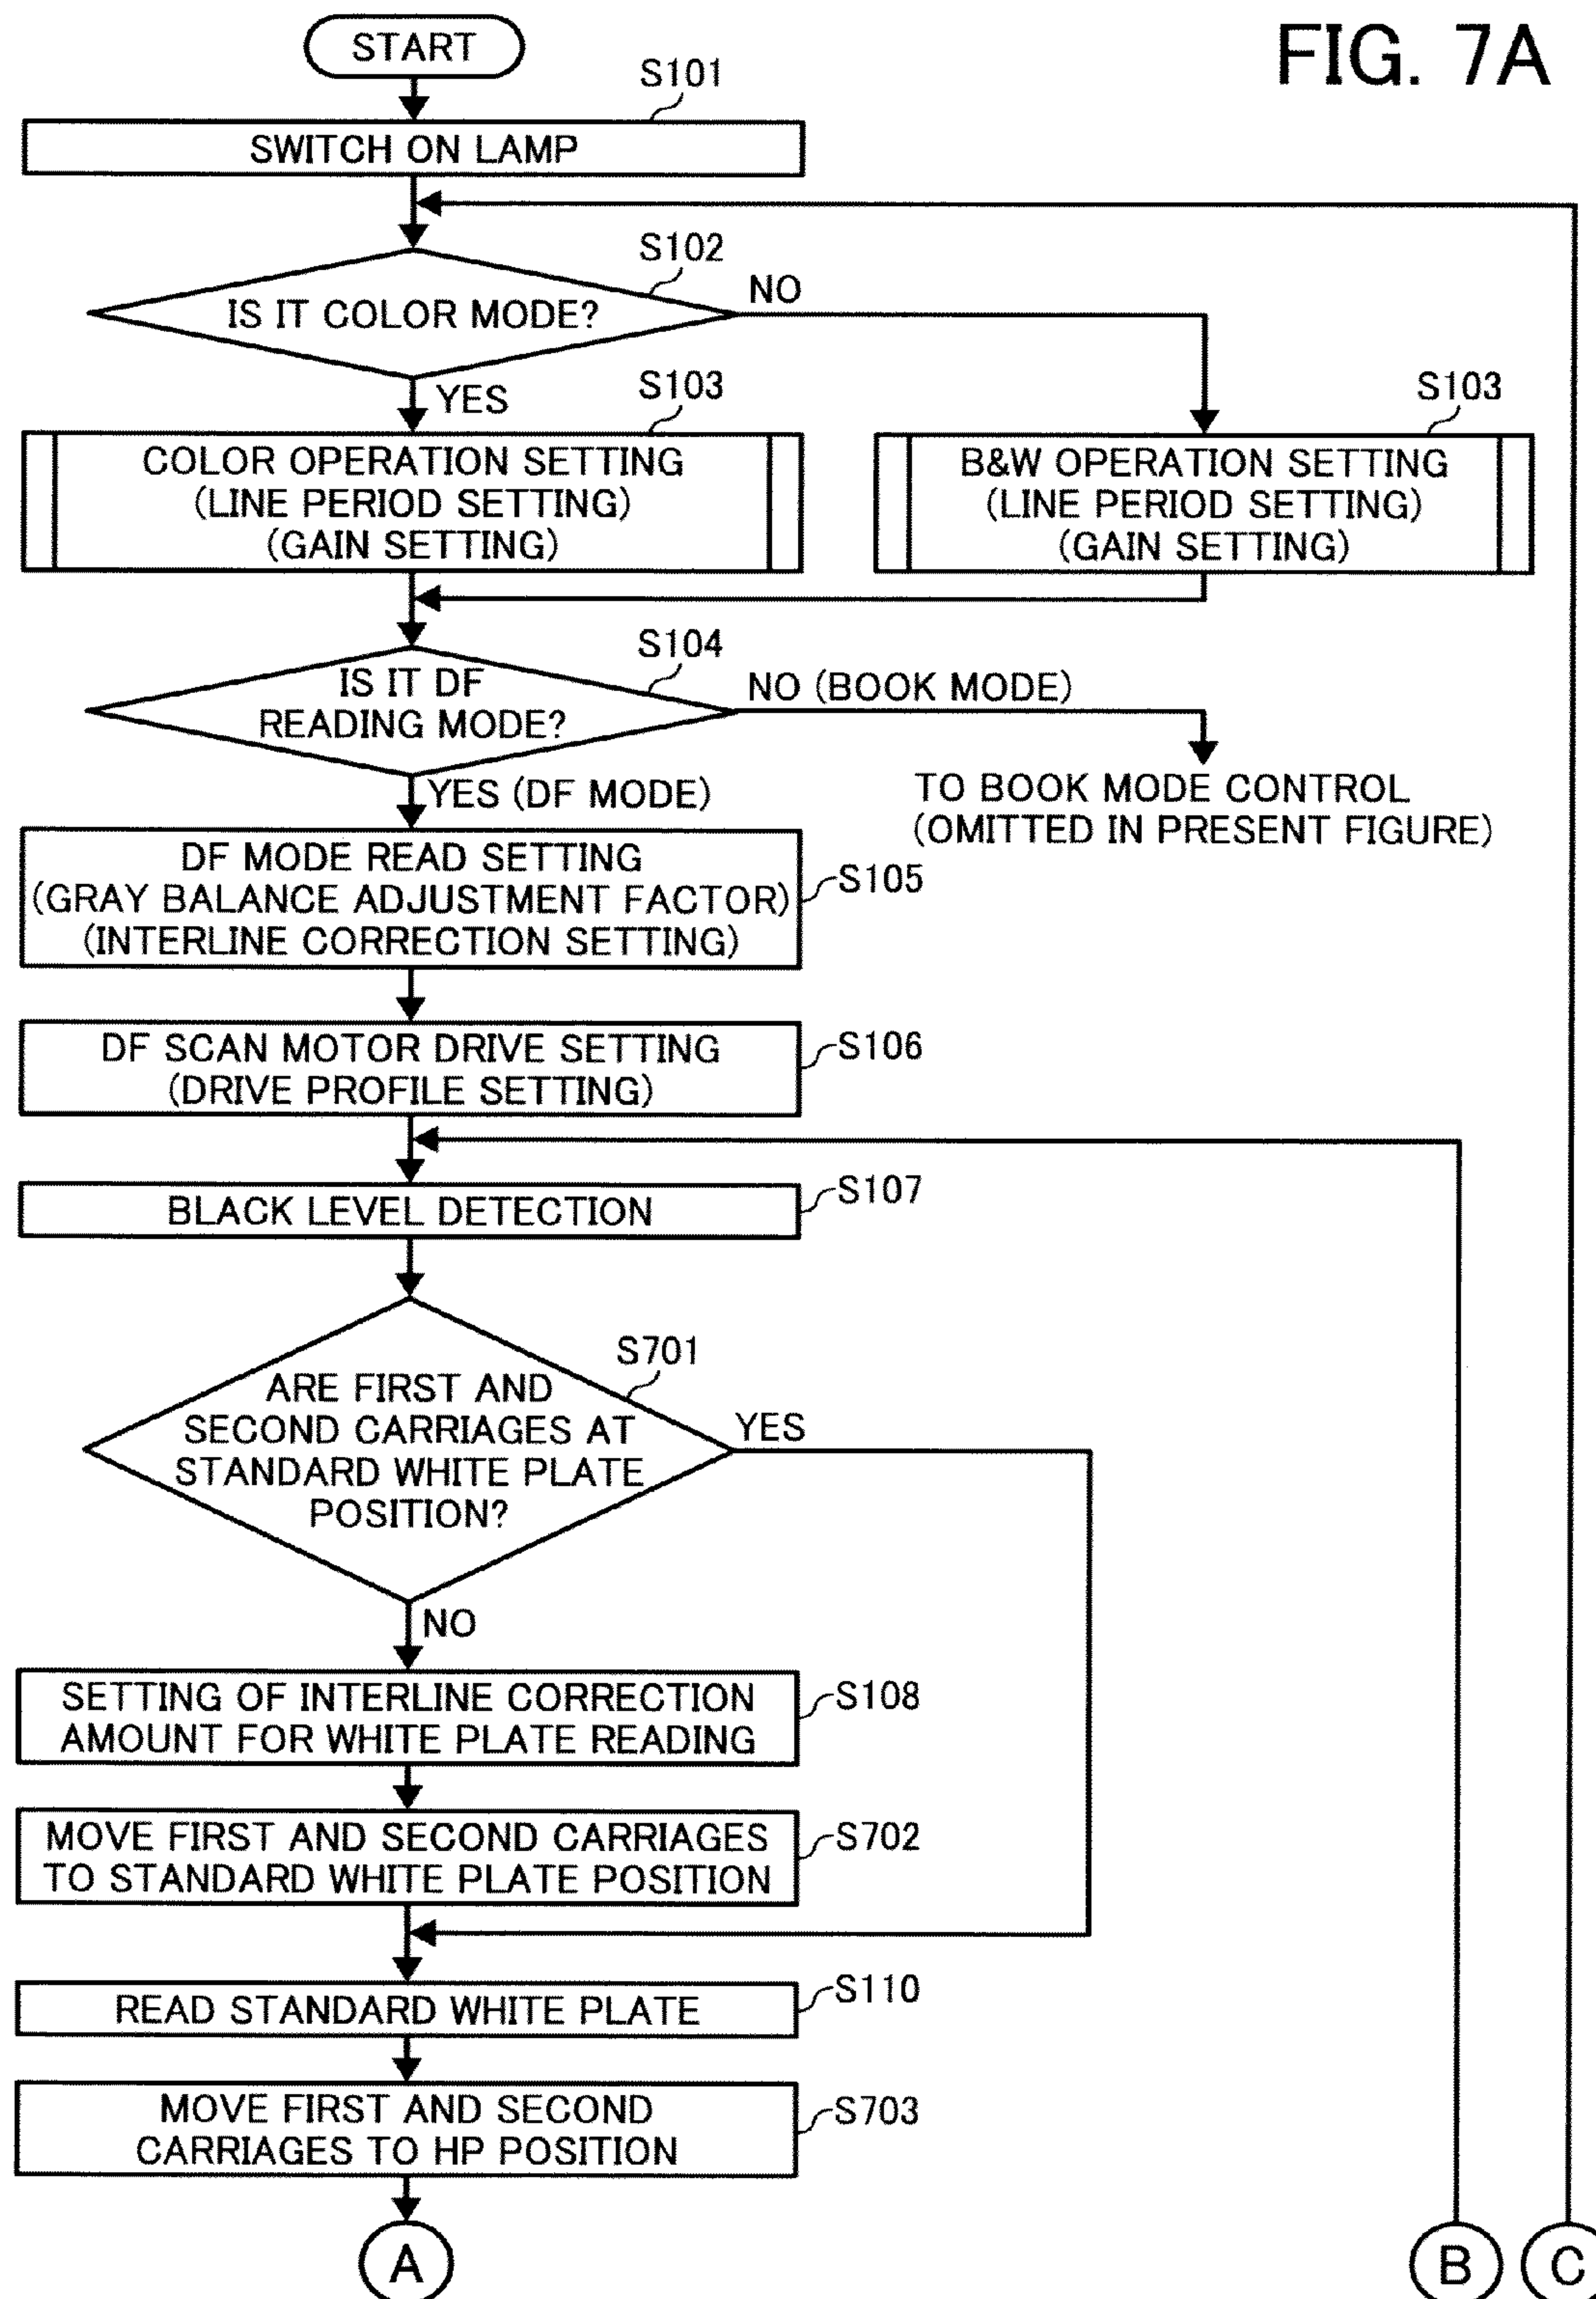 FIG. 7A
START
S101
SWITCH ON LAMP
S102
IS IT COLOR MODE?
NO
YES
S103
COLOR OPERATION SETTING
(LINE PERIOD SETTING)
(GAIN SETTING)
S103
B&W OPERATION SETTING
(LINE PERIOD SETTING)
(GAIN SETTING)
S104
IS IT DF
READING MODE?
NO (BOOK MODE)
TO BOOK MODE CONTROL
(OMITTED IN PRESENT FIGURE)
YES (DF MODE)
DF MODE READ SETTING
(GRAY BALANCE ADJUSTMENT FACTOR)
(INTERLINE CORRECTION SETTING)
S105
DF SCAN MOTOR DRIVE SETTING
(DRIVE PROFILE SETTING)
S106
BLACK LEVEL DETECTION
S107
S701
ARE FIRST AND
SECOND CARRIAGES AT
STANDARD WHITE PLATE
POSITION?
YES
NO
SETTING OF INTERLINE CORRECTION
AMOUNT FOR WHITE PLATE READING
S108
MOVE FIRST AND SECOND CARRIAGES
TO STANDARD WHITE PLATE POSITION
S702
READ STANDARD WHITE PLATE
S110
MOVE FIRST AND SECOND
CARRIAGES TO HP POSITION
S703
A
B
C